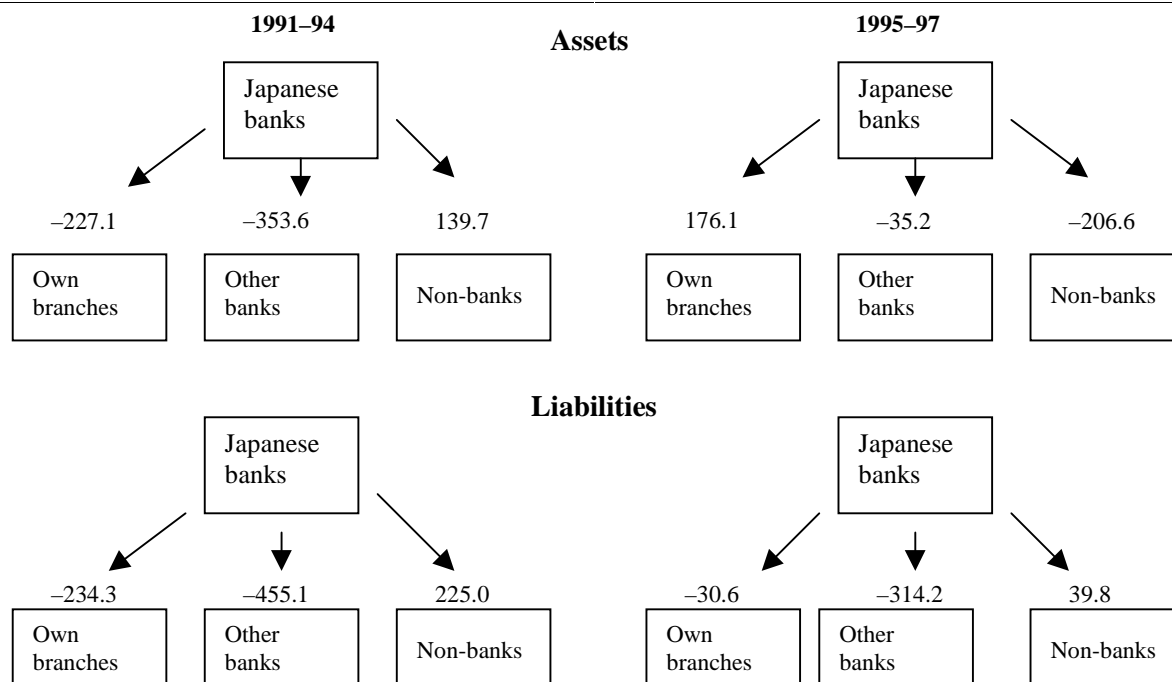 1991–94
Assets
1995–97
Japanese
banks
Japanese
banks
–227.1
–353.6
139.7
176.1
–35.2
–206.6
Own
branches
Other
banks
Non-banks
Own
branches
Other
banks
Non-banks
Liabilities
Japanese
banks
Japanese
banks
–234.3
–455.1
225.0
–30.6
–314.2
39.8
Own
branches
Other
banks
Non-banks
Own
branches
Other
banks
Non-banks